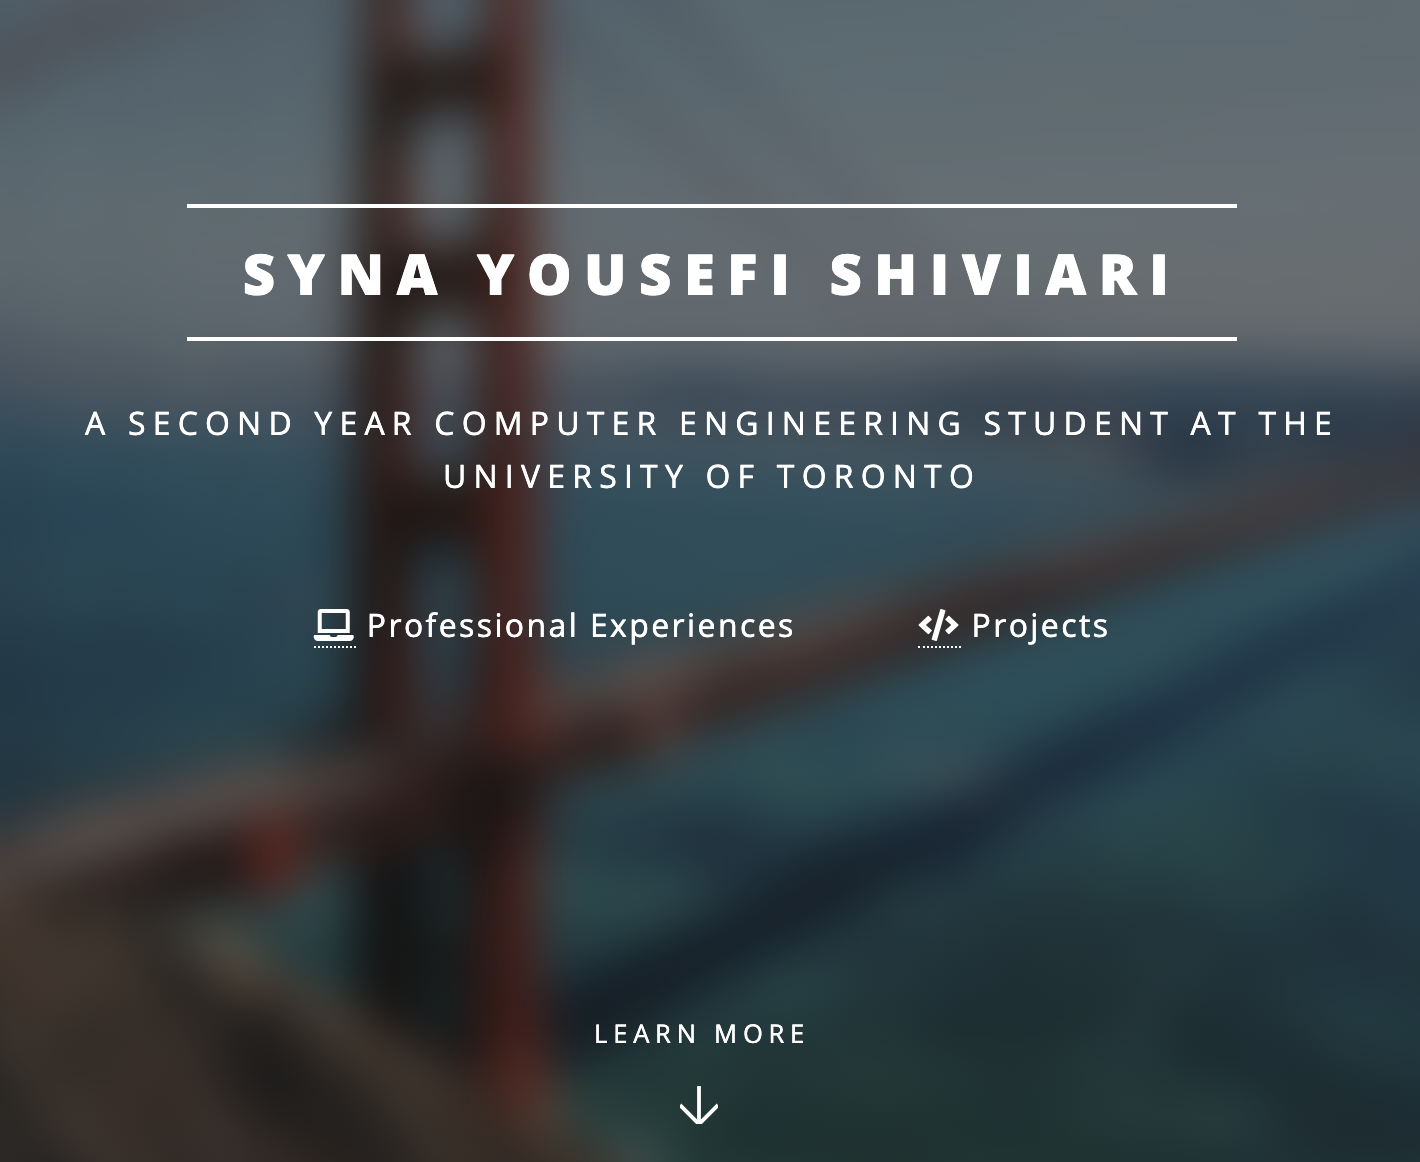 SYNA YOUSEFI SHIVIARI
A SECOND YEAR COMPUTER ENGINEERING STUDENT AT THE
UNIVERSITY OF TORONTO
Professional Experiences Projects
LEARN MORE